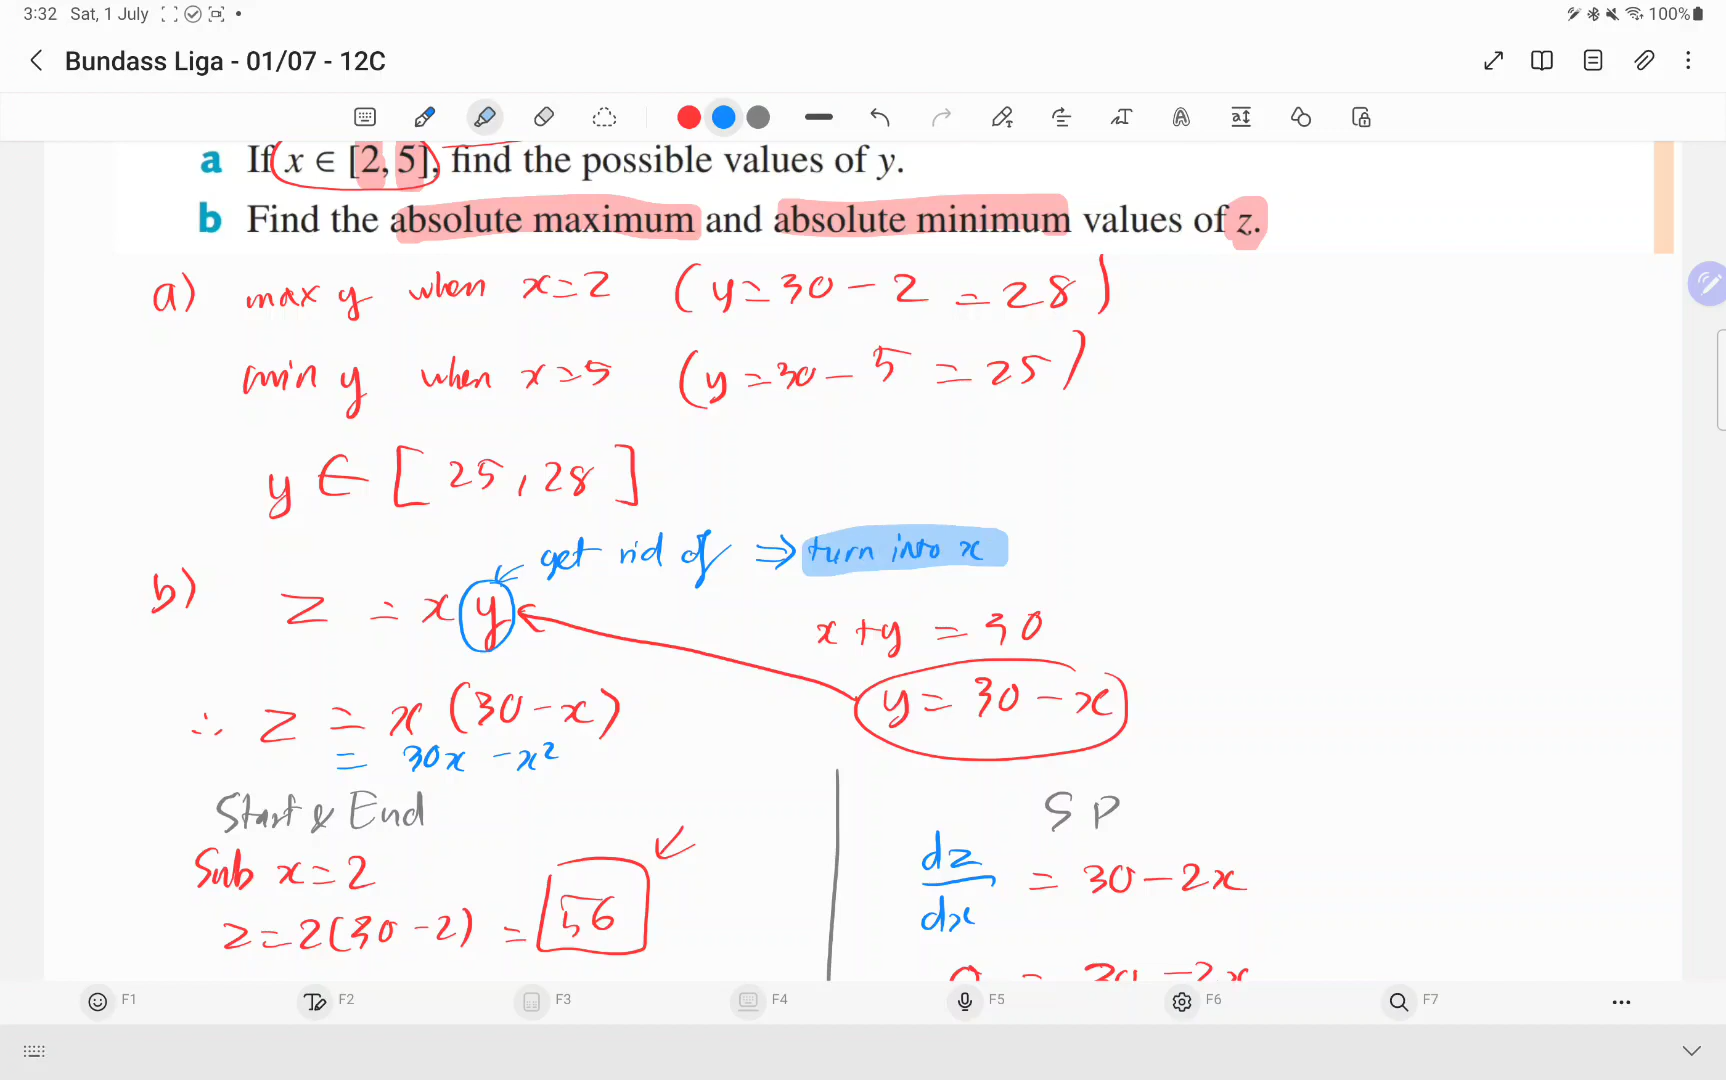 3:32 Sat, 1 July
100%
Bundass Liga - 01/07 - 12C
a If x ∈ [2, 5], find the possible values of y.
b Find the absolute maximum and absolute minimum values of z.
a) max y when x=2 (y=30-2=28)
min y when x=5 (y=30-5=25)
y ∈ [25,28]
get rid of ⇒ turn into x
b) z = xy
x+y = 30
y = 30-x
∴ z = x(30-x)
= 30x - x²
Start & End
Sub x=2
z=2(30-2) = 56
SP
dz/dx = 30-2x
0 = 30-2x
F1 F2 F3 F4 F5 F6 F7